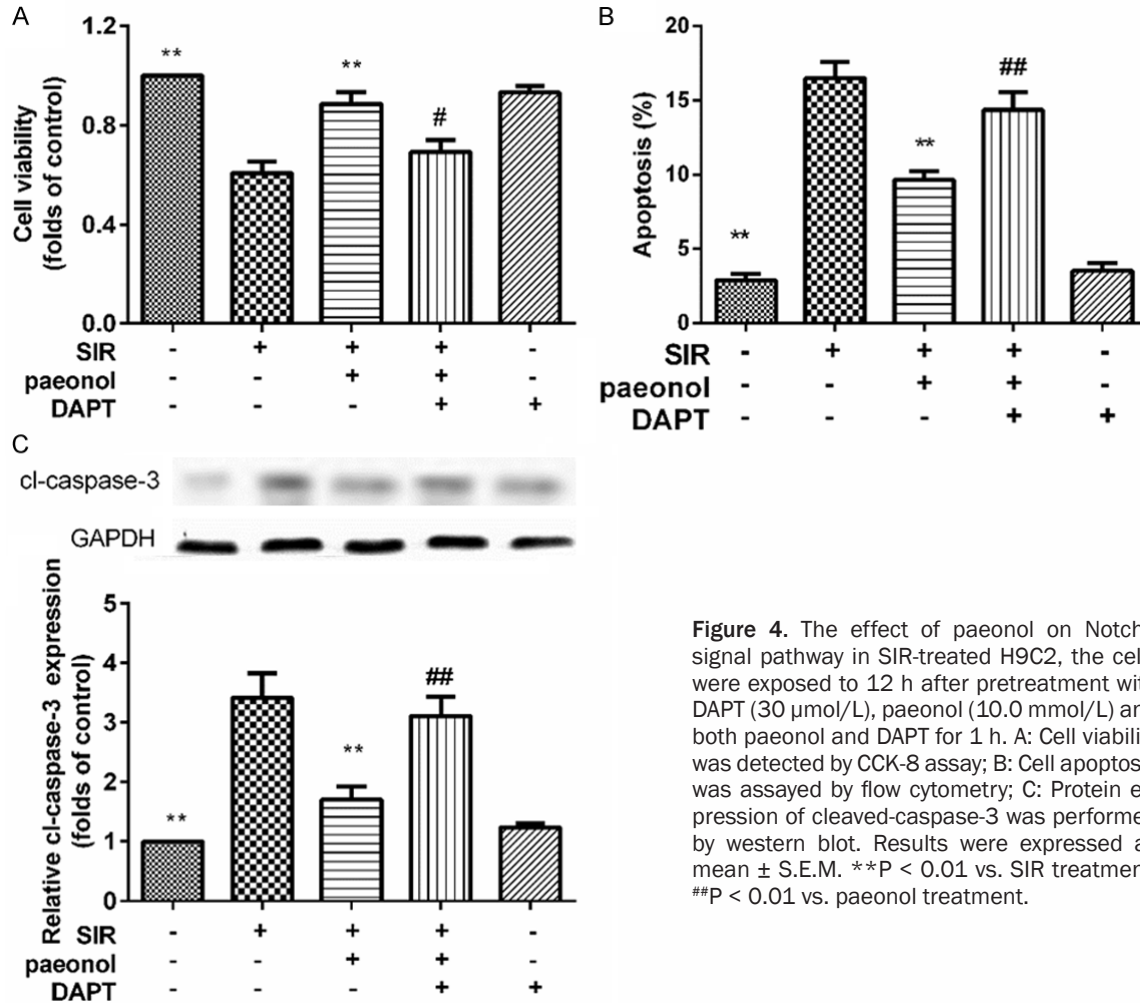 A
1.2
0.8
0.4
0.0
Cell viability
(folds of control)
**
**
#
SIR - + + + -
paeonol - - + + -
DAPT - - - + +
B
20
15
10
5
0
Apoptosis (%)
**
**
##
SIR - + + + -
paeonol - - + + -
DAPT - - - + +
C
cl-caspase-3
GAPDH
Relative cl-caspase-3 expression
(folds of control)
5
4
3
2
1
0
**
**
##
SIR - + + + -
paeonol - - + + -
DAPT - - - + +
Figure 4. The effect of paeonol on Notch
signal pathway in SIR-treated H9C2, the cel
were exposed to 12 h after pretreatment wit
DAPT (30 μmol/L), paeonol (10.0 mmol/L) an
both paeonol and DAPT for 1 h. A: Cell viabili
was detected by CCK-8 assay; B: Cell apoptos
was assayed by flow cytometry; C: Protein e
pression of cleaved-caspase-3 was performe
by western blot. Results were expressed a
mean ± S.E.M. **P < 0.01 vs. SIR treatmen
##P < 0.01 vs. paeonol treatment.